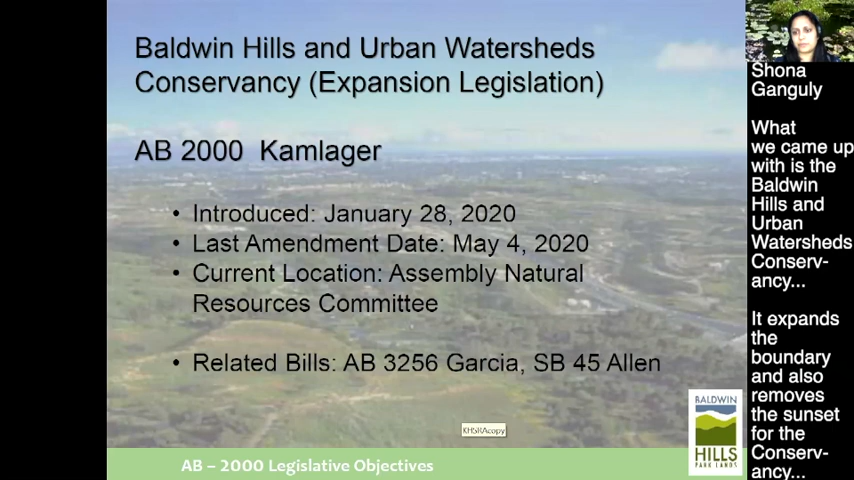 Baldwin Hills and Urban Watersheds
Conservancy (Expansion Legislation)
AB 2000 Kamlager
• Introduced: January 28, 2020
• Last Amendment Date: May 4, 2020
• Current Location: Assembly Natural
Resources Committee
• Related Bills: AB 3256 Garcia, SB 45 Allen
KHSRAcopy
BALDWIN
HILLS
PARK LANDS
AB – 2000 Legislative Objectives
Shona
Ganguly
What
we came up
with is the
Baldwin
Hills and
Urban
Watersheds
Conserv-
ancy...
It expands
the
boundary
and also
removes
the sunset
for the
Conserv-
ancy...